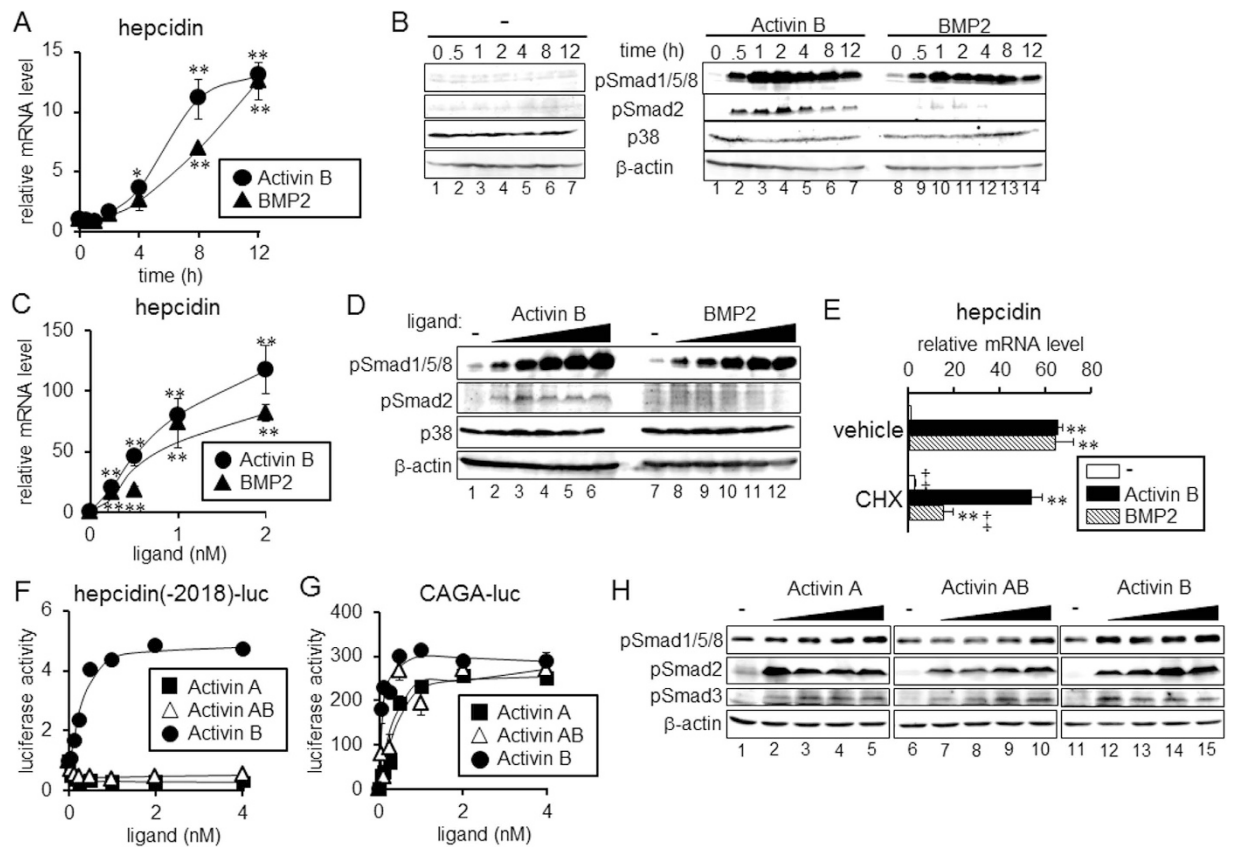 A
hepcidin
relative mRNA level
15
10
5
0
0 4 8 12
time (h)
* ** ** ** **
Activin B
BMP2
B
- Activin B BMP2
0 .5 1 2 4 8 12 time (h) 0 .5 1 2 4 8 12 0 .5 1 2 4 8 12
pSmad1/5/8
pSmad2
p38
β-actin
1 2 3 4 5 6 7 1 2 3 4 5 6 7 8 9 10 11 12 13 14
C
hepcidin
relative mRNA level
150
100
50
0
0 1 2
ligand (nM)
** ** ** ** **** ** **
Activin B
BMP2
D
ligand: - Activin B - BMP2
pSmad1/5/8
pSmad2
p38
β-actin
1 2 3 4 5 6 7 8 9 10 11 12
E
hepcidin
relative mRNA level
0 20 40 60 80
vehicle
**
**
CHX
‡
**
** ‡
-
Activin B
BMP2
F
hepcidin(-2018)-luc
luciferase activity
6
4
2
0
0 2 4
ligand (nM)
Activin A
Activin AB
Activin B
G
CAGA-luc
luciferase activity
400
300
200
100
0
0 2 4
ligand (nM)
Activin A
Activin AB
Activin B
H
- Activin A - Activin AB - Activin B
pSmad1/5/8
pSmad2
pSmad3
β-actin
1 2 3 4 5 6 7 8 9 10 11 12 13 14 15